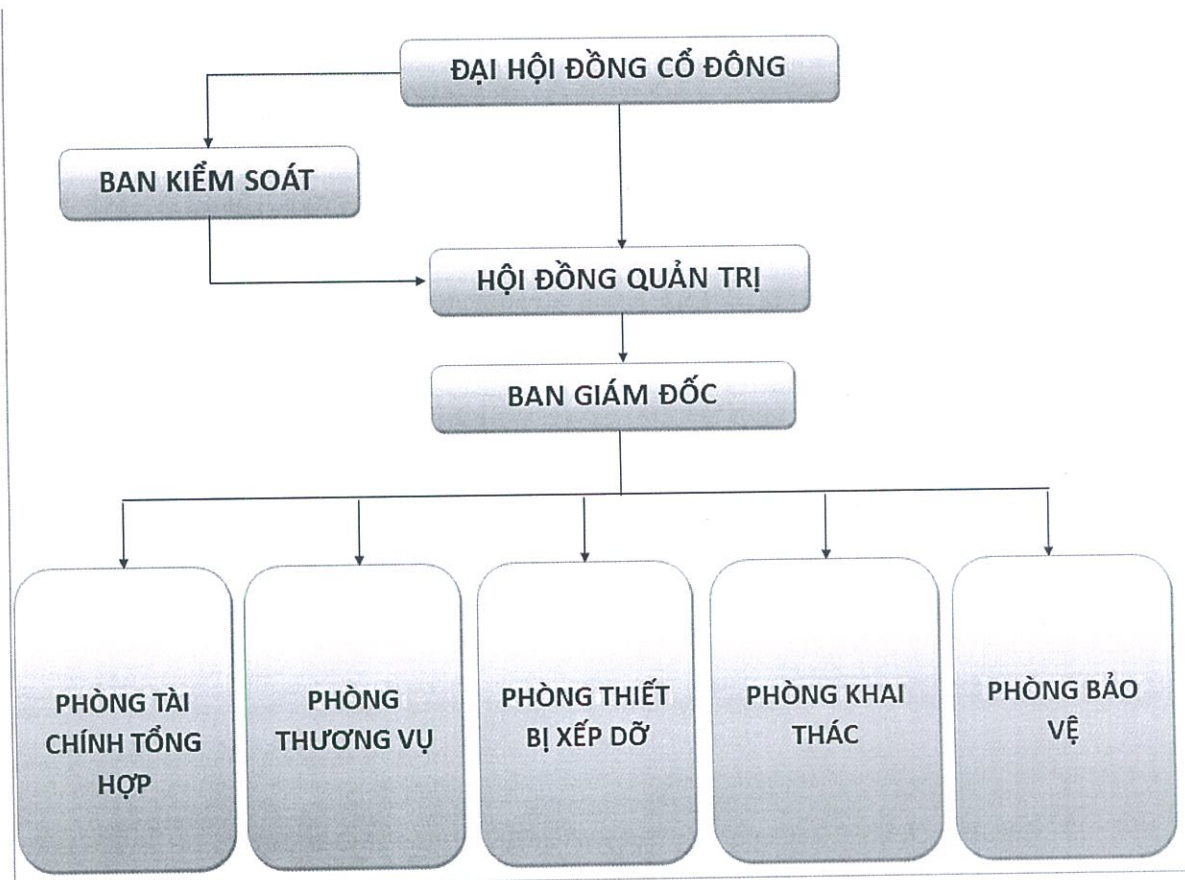 ĐẠI HỘI ĐỒNG CỔ ĐÔNG
BAN KIỂM SOÁT
HỘI ĐỒNG QUẢN TRỊ
BAN GIÁM ĐỐC
PHÒNG TÀI
CHÍNH TỔNG
HỢP
PHÒNG
THƯƠNG VỤ
PHÒNG THIẾT
BỊ XẾP DỠ
PHÒNG KHAI
THÁC
PHÒNG BẢO
VỆ